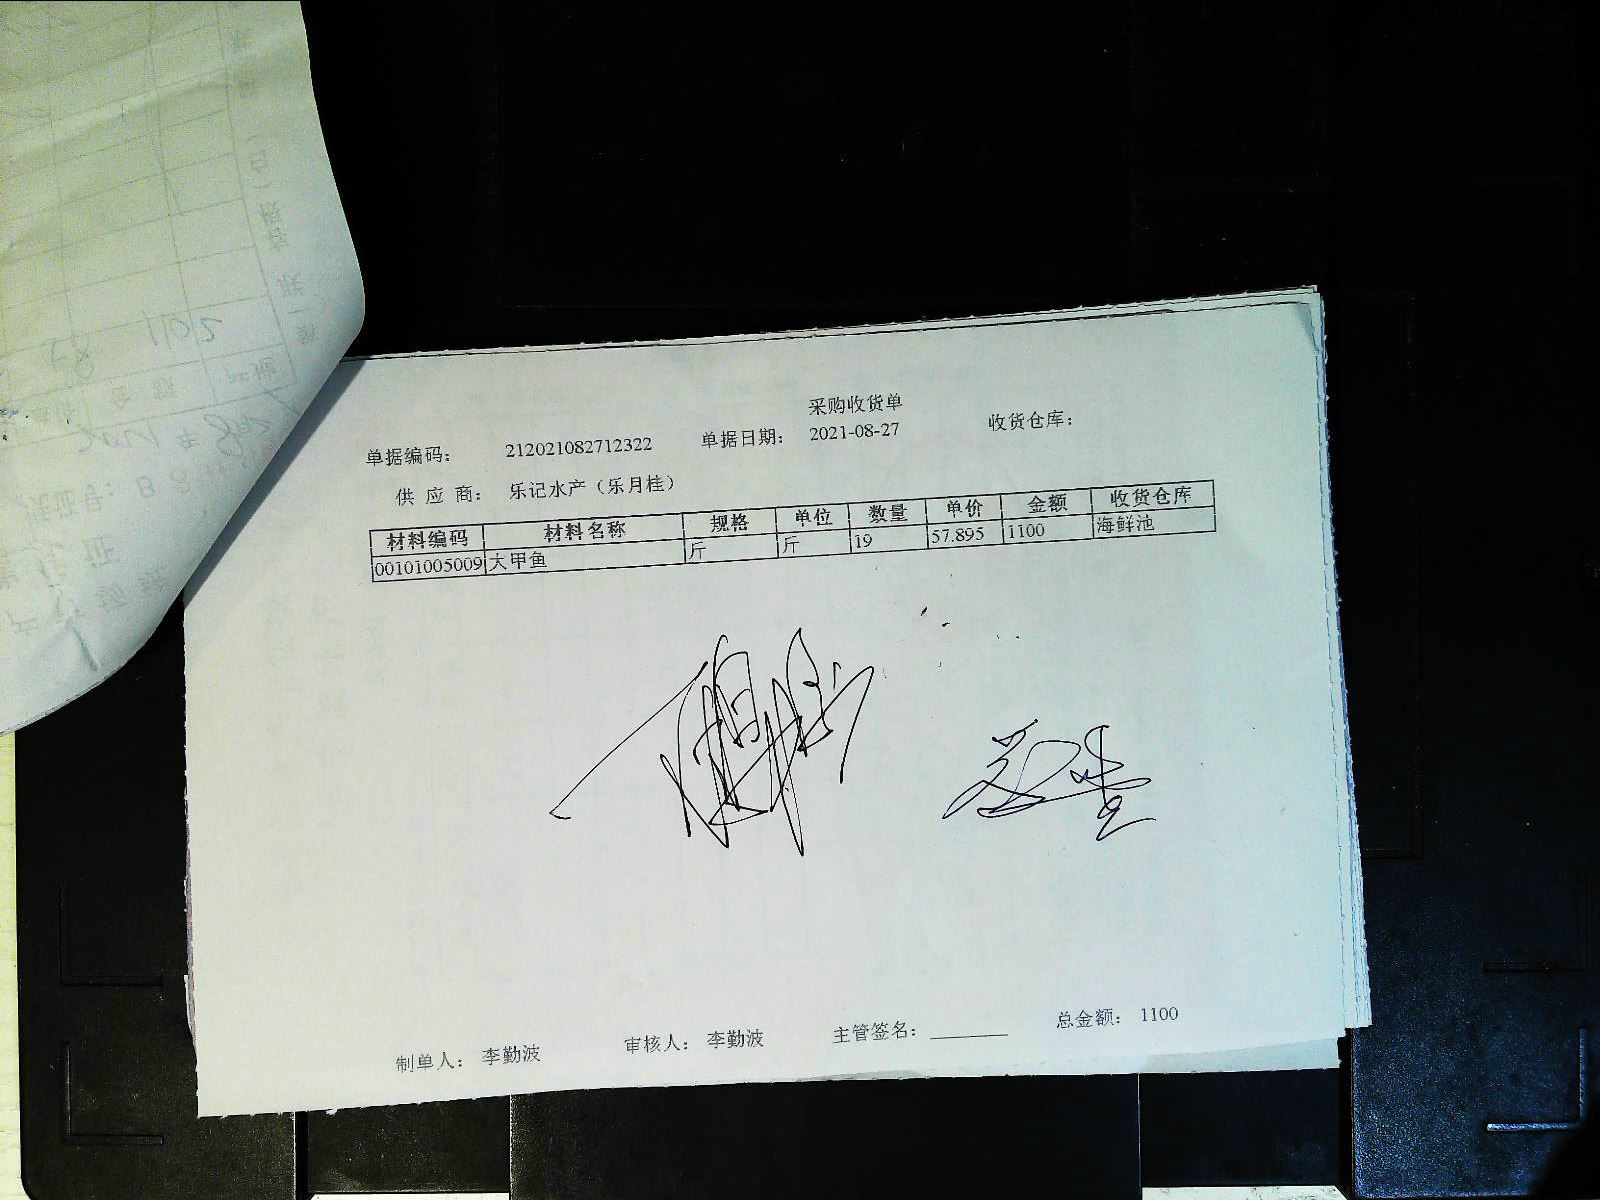 采购收货单
单据编码： 212021082712322 单据日期： 2021-08-27 收货仓库：
供 应 商： 乐记水产（乐月桂）
材料编码 材料名称 规格 单位 数量 单价 金额 收货仓库
00101005009 大甲鱼 斤 斤 19 57.895 1100 海鲜池
制单人： 李勤波 审核人： 李勤波 主管签名： 总金额： 1100